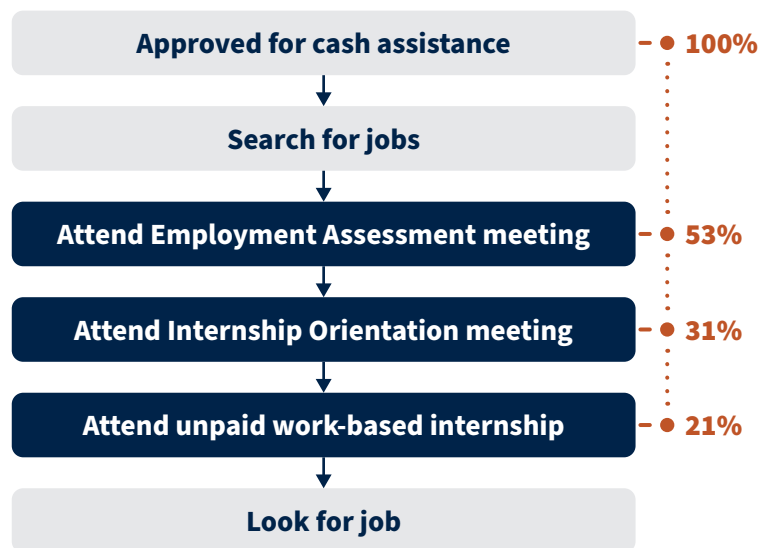 Approved for cash assistance
100%
Search for jobs
Attend Employment Assessment meeting
53%
Attend Internship Orientation meeting
31%
Attend unpaid work-based internship
21%
Look for job